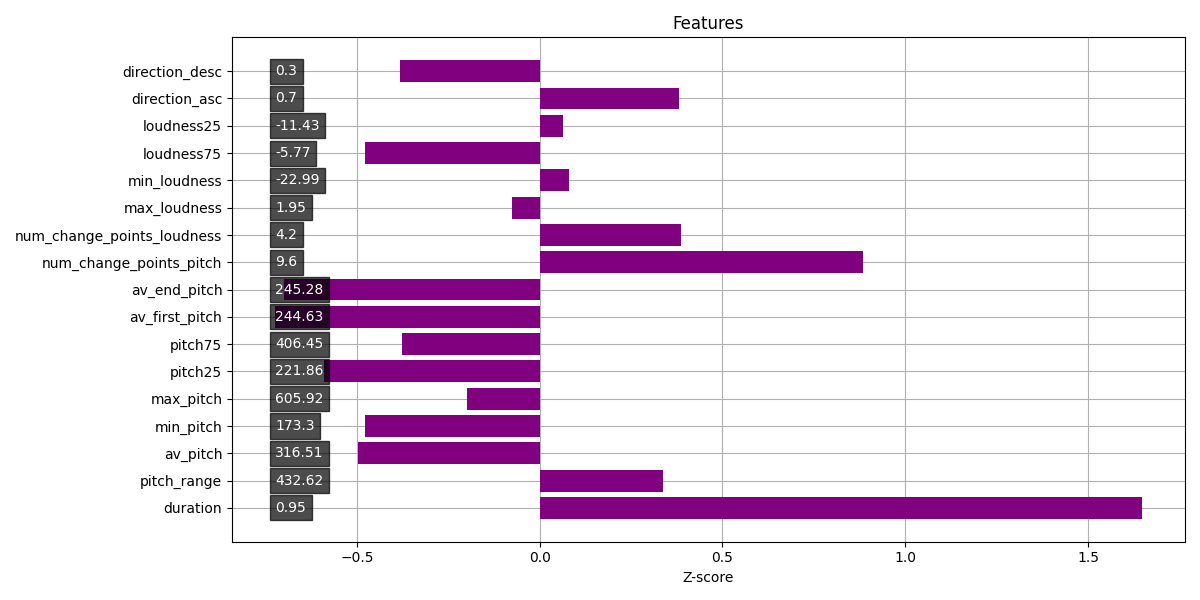 Features
direction_desc 0.3
direction_asc 0.7
loudness25 -11.43
loudness75 -5.77
min_loudness -22.99
max_loudness 1.95
num_change_points_loudness 4.2
num_change_points_pitch 9.6
av_end_pitch 245.28
av_first_pitch 244.63
pitch75 406.45
pitch25 221.86
max_pitch 605.92
min_pitch 173.3
av_pitch 316.51
pitch_range 432.62
duration 0.95
−0.5 0.0 0.5 1.0 1.5
Z-score